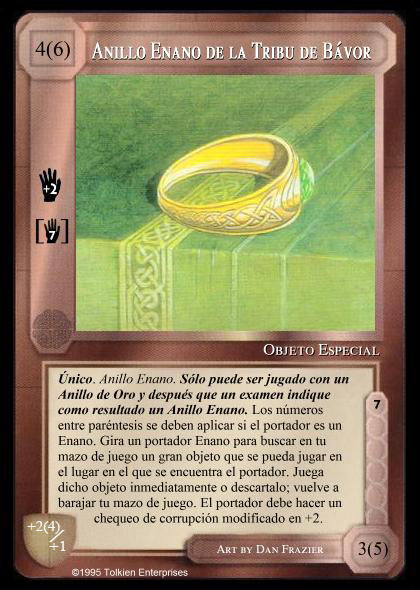 4(6)
Anillo Enano de la Tribu de Bávor
+2
[7]
Objeto Especial
Único. Anillo Enano. Sólo puede ser jugado con un
Anillo de Oro y después que un examen indique
como resultado un Anillo Enano. Los números
entre paréntesis se deben aplicar si el portador es un
Enano. Gira un portador Enano para buscar en tu
mazo de juego un gran objeto que se pueda jugar en
el lugar en el que se encuentra el portador. Juega
dicho objeto inmediatamente o descartalo; vuelve a
barajar tu mazo de juego. El portador debe hacer un
chequeo de corrupción modificado en +2.
7
+2(4)/+1
Art by Dan Frazier
3(5)
©1995 Tolkien Enterprises